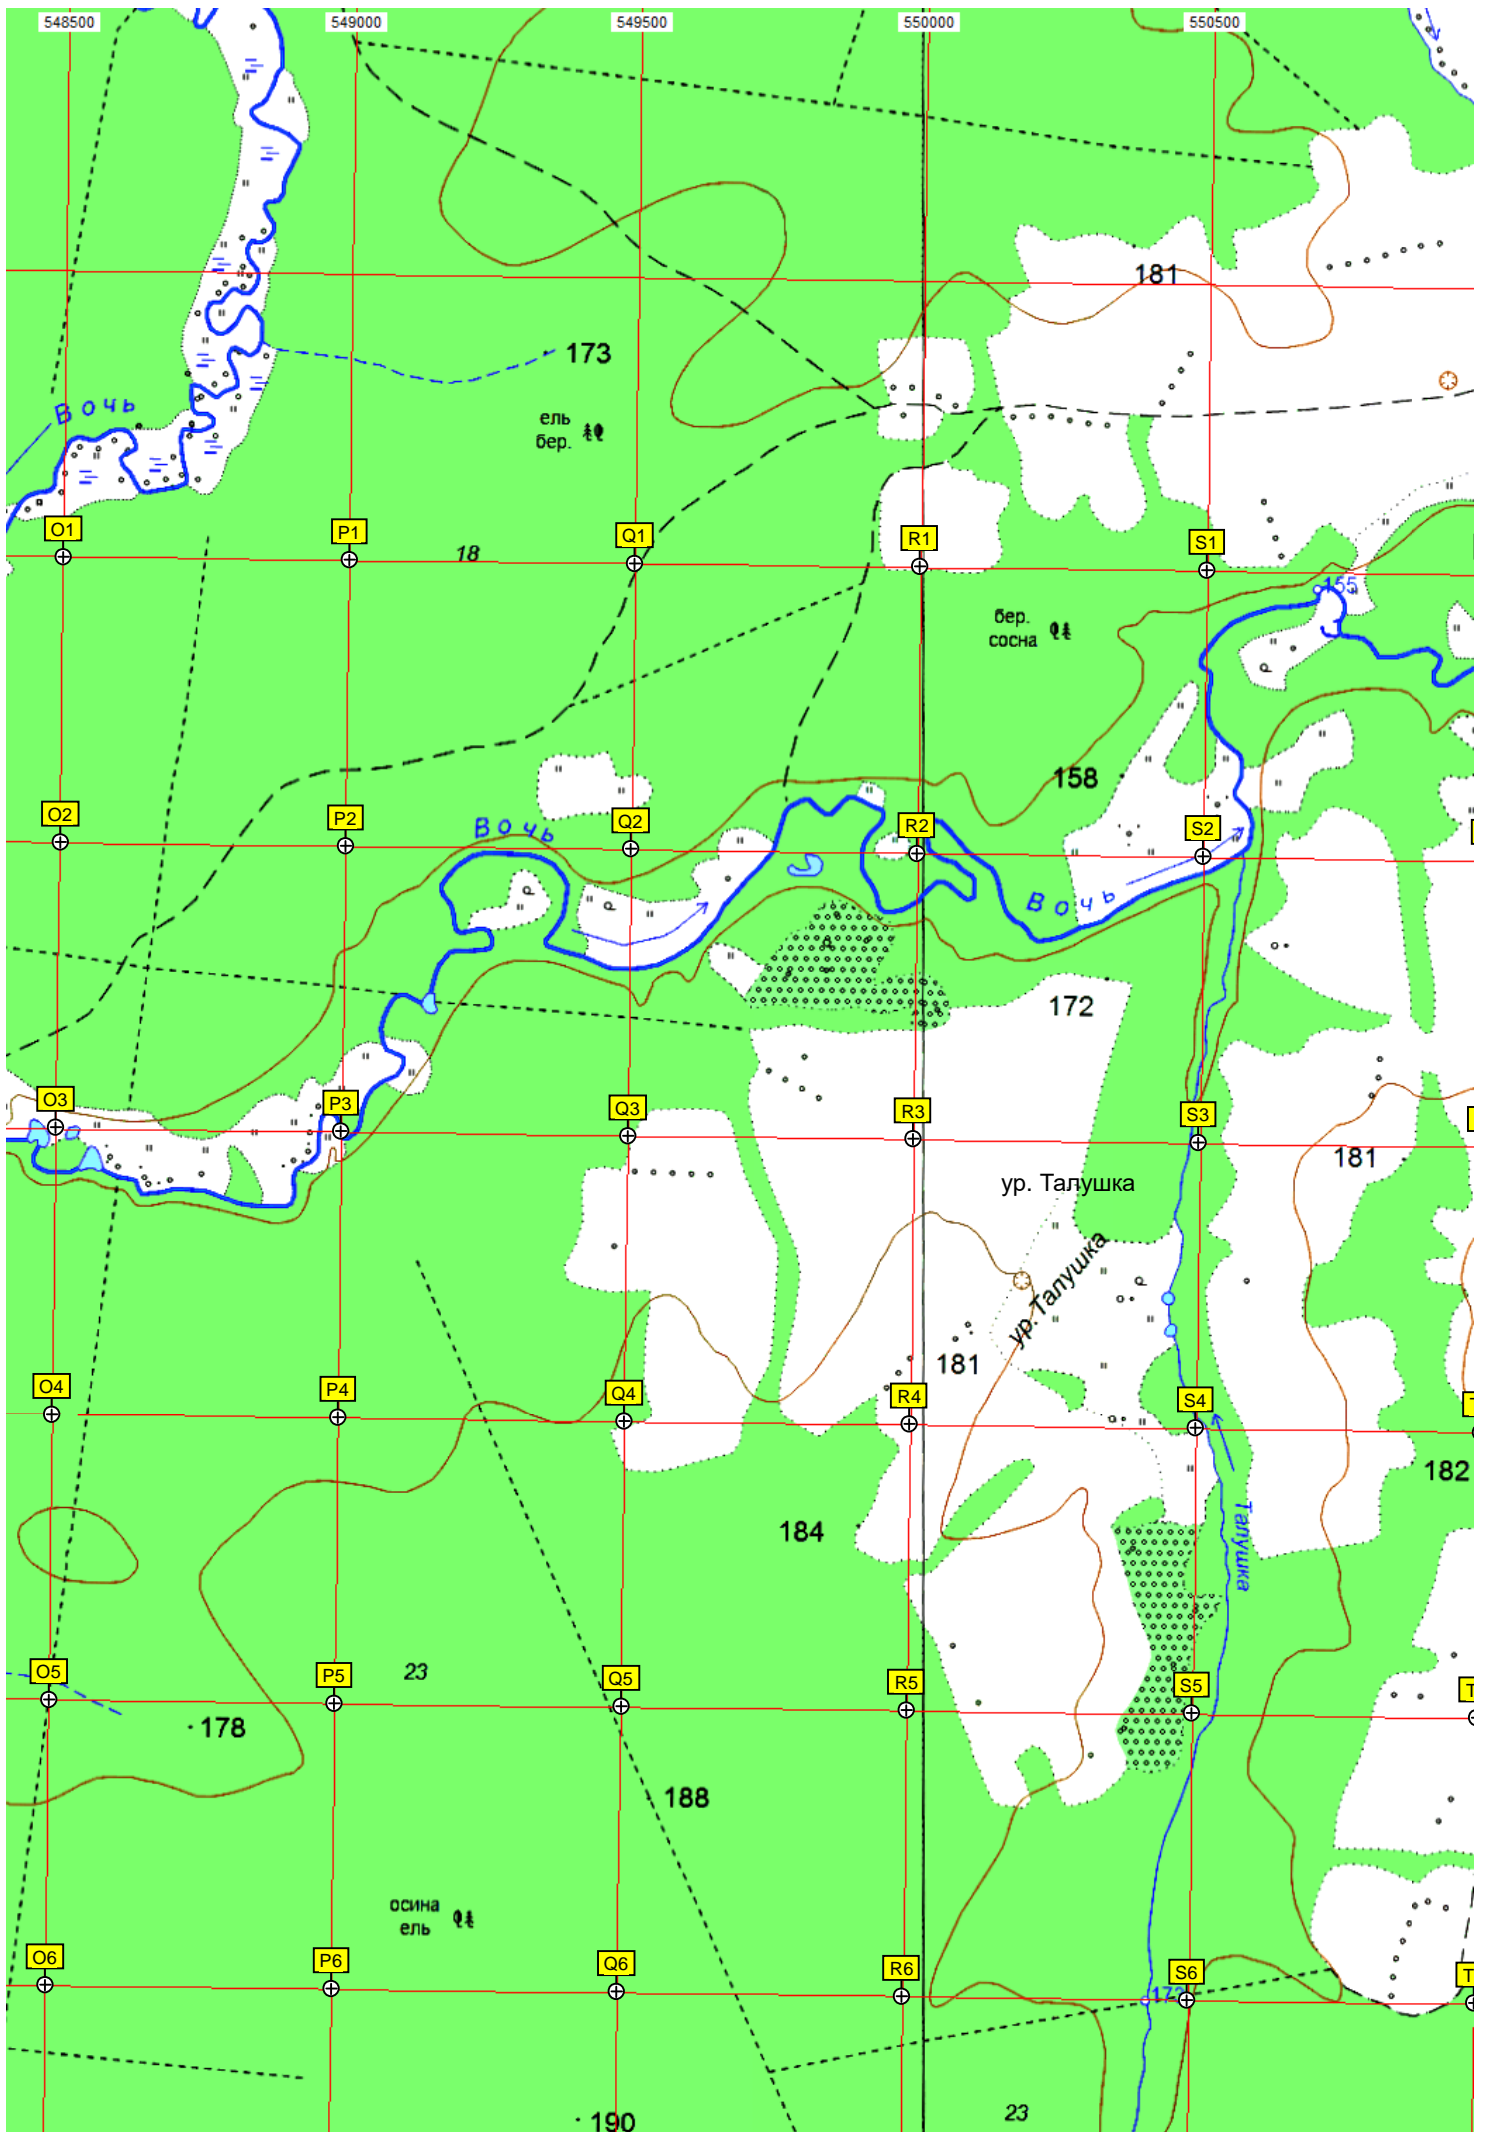 548500 549000 549500 550000 550500
181
173
Вочь
ель
бер.
O1 P1 Q1 R1 S1
18
155
бер.
сосна
158
O2 P2 Q2 R2 S2
Вочь
Вочь
172
O3 P3 Q3 R3 S3
181
ур. Талушка
ур. Талушка
181
O4 P4 Q4 R4 S4
182
184
Талушка
O5 P5 Q5 R5 S5
23
178
188
осина
ель
O6 P6 Q6 R6 S6
23
190